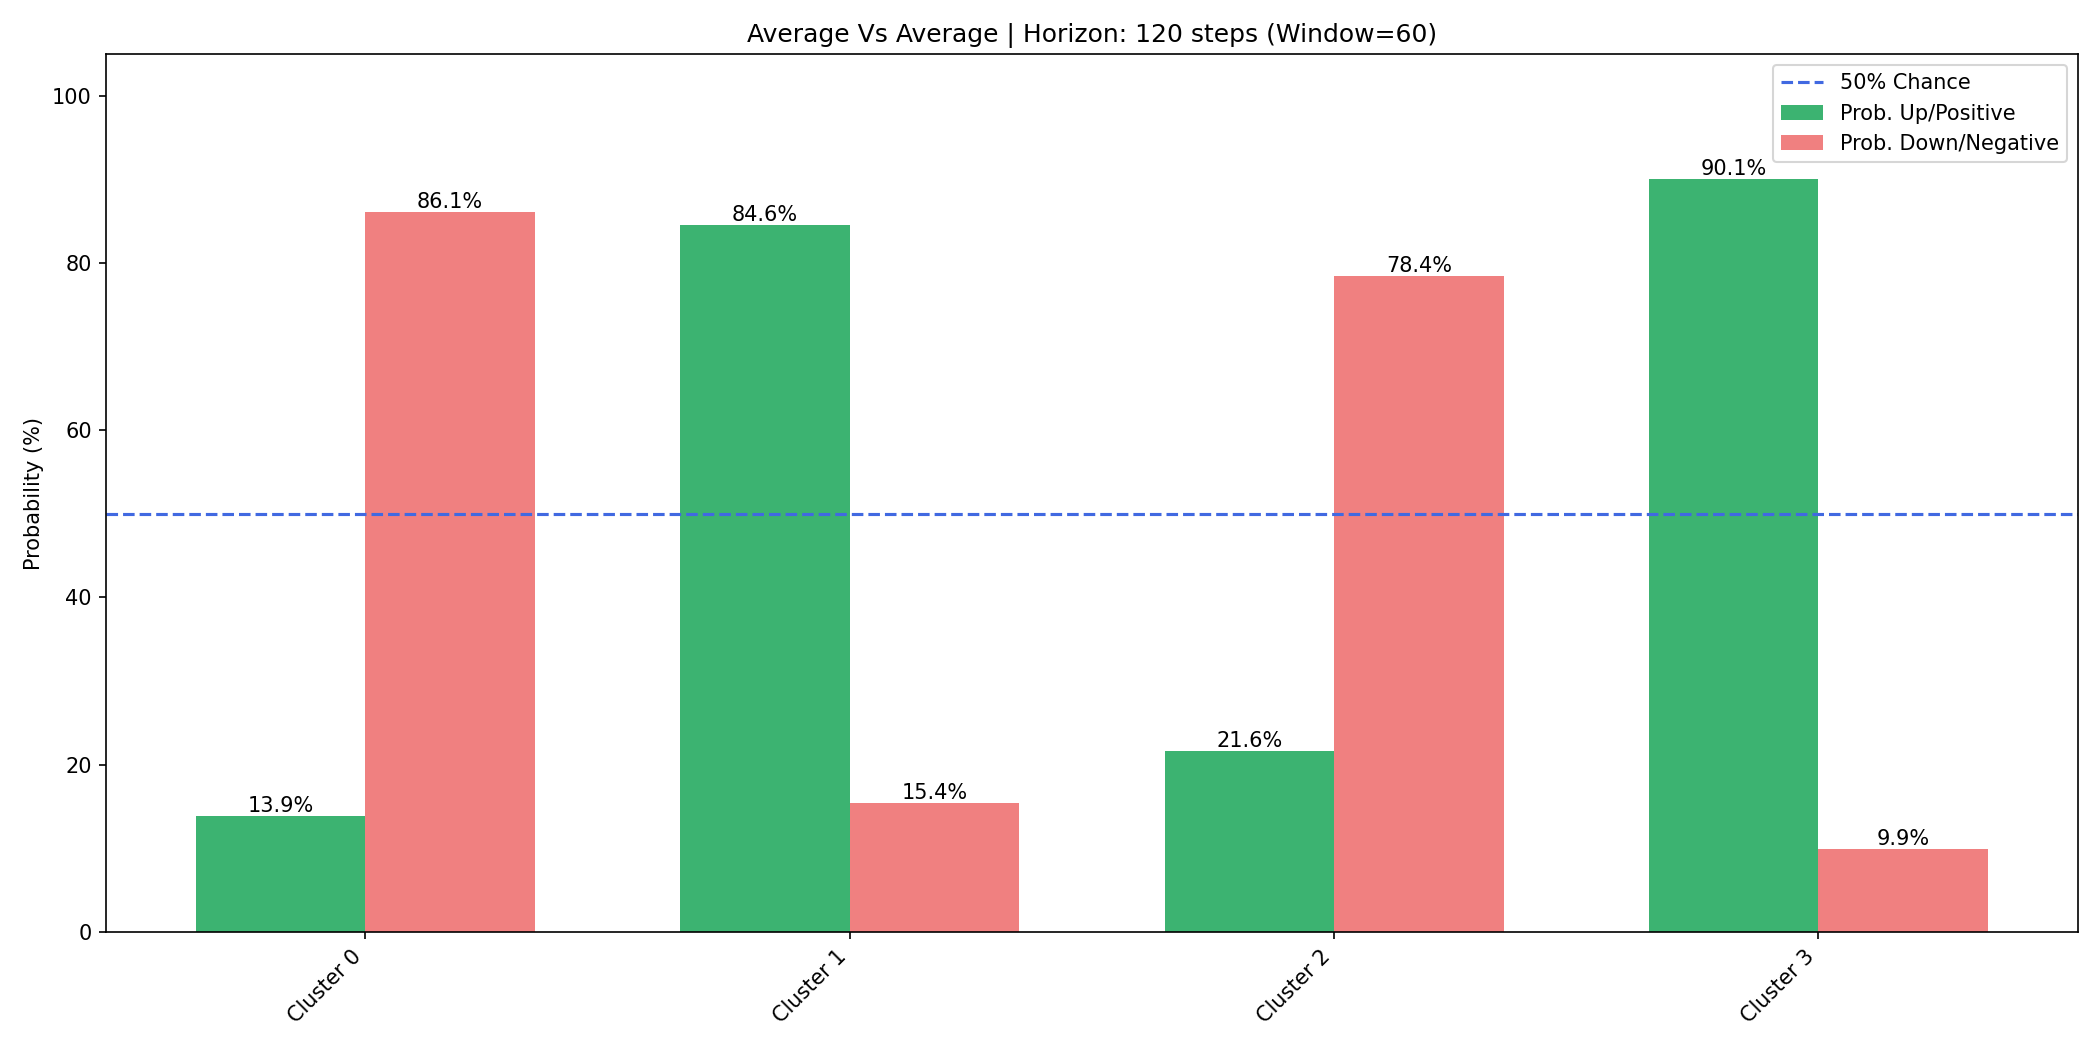 Average Vs Average | Horizon: 120 steps (Window=60)
50% Chance
Prob. Up/Positive
Prob. Down/Negative
Probability (%)
100
80
60
40
20
0
13.9%
86.1%
84.6%
15.4%
21.6%
78.4%
90.1%
9.9%
Cluster 0
Cluster 1
Cluster 2
Cluster 3